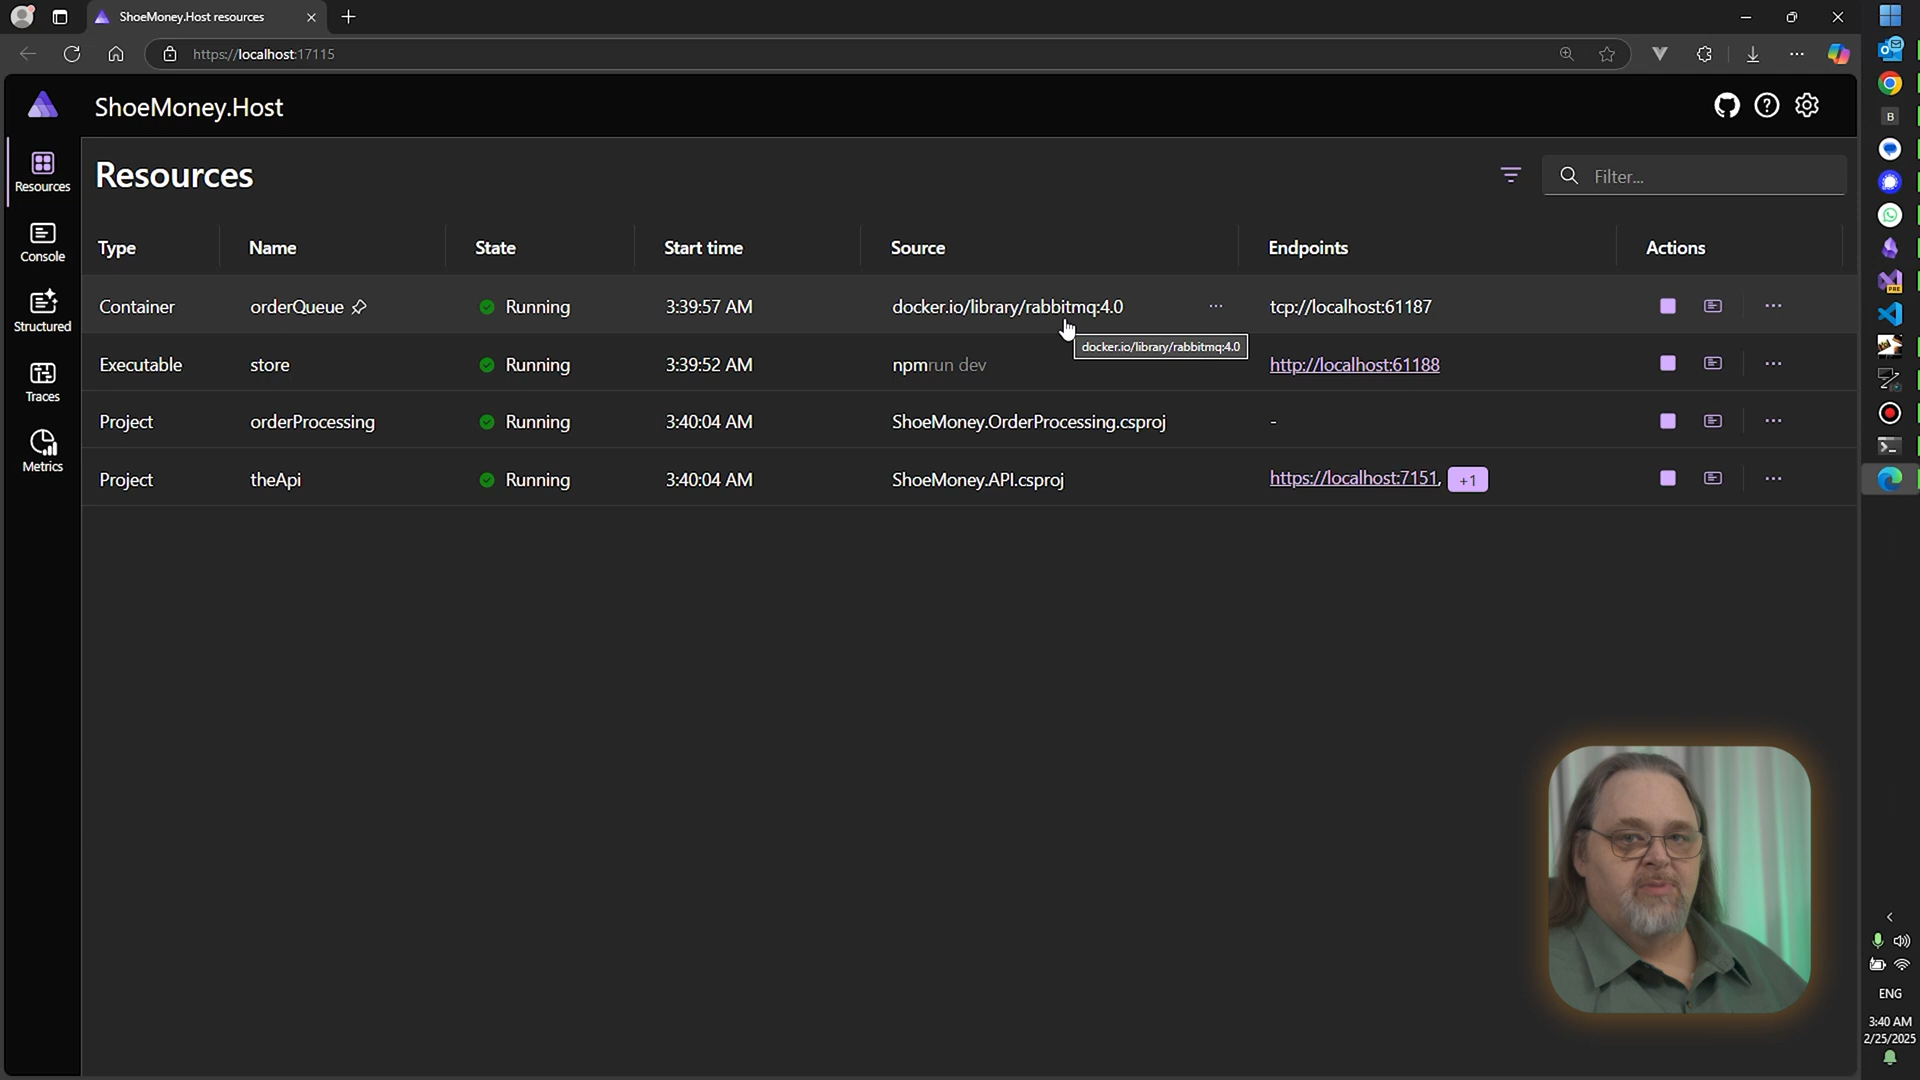 ShoeMoney.Host resources
https://localhost:17115
ShoeMoney.Host
Resources
Filter...
Resources
Console
Structured
Traces
Metrics
Type Name State Start time Source Endpoints Actions
Container orderQueue Running 3:39:57 AM docker.io/library/rabbitmq:4.0 ... tcp://localhost:61187 ...
docker.io/library/rabbitmq:4.0
Executable store Running 3:39:52 AM npm run dev http://localhost:61188 ...
Project orderProcessing Running 3:40:04 AM ShoeMoney.OrderProcessing.csproj - ...
Project theApi Running 3:40:04 AM ShoeMoney.API.csproj https://localhost:7151, +1 ...
B
PRE
ENG
3:40 AM
2/25/2025